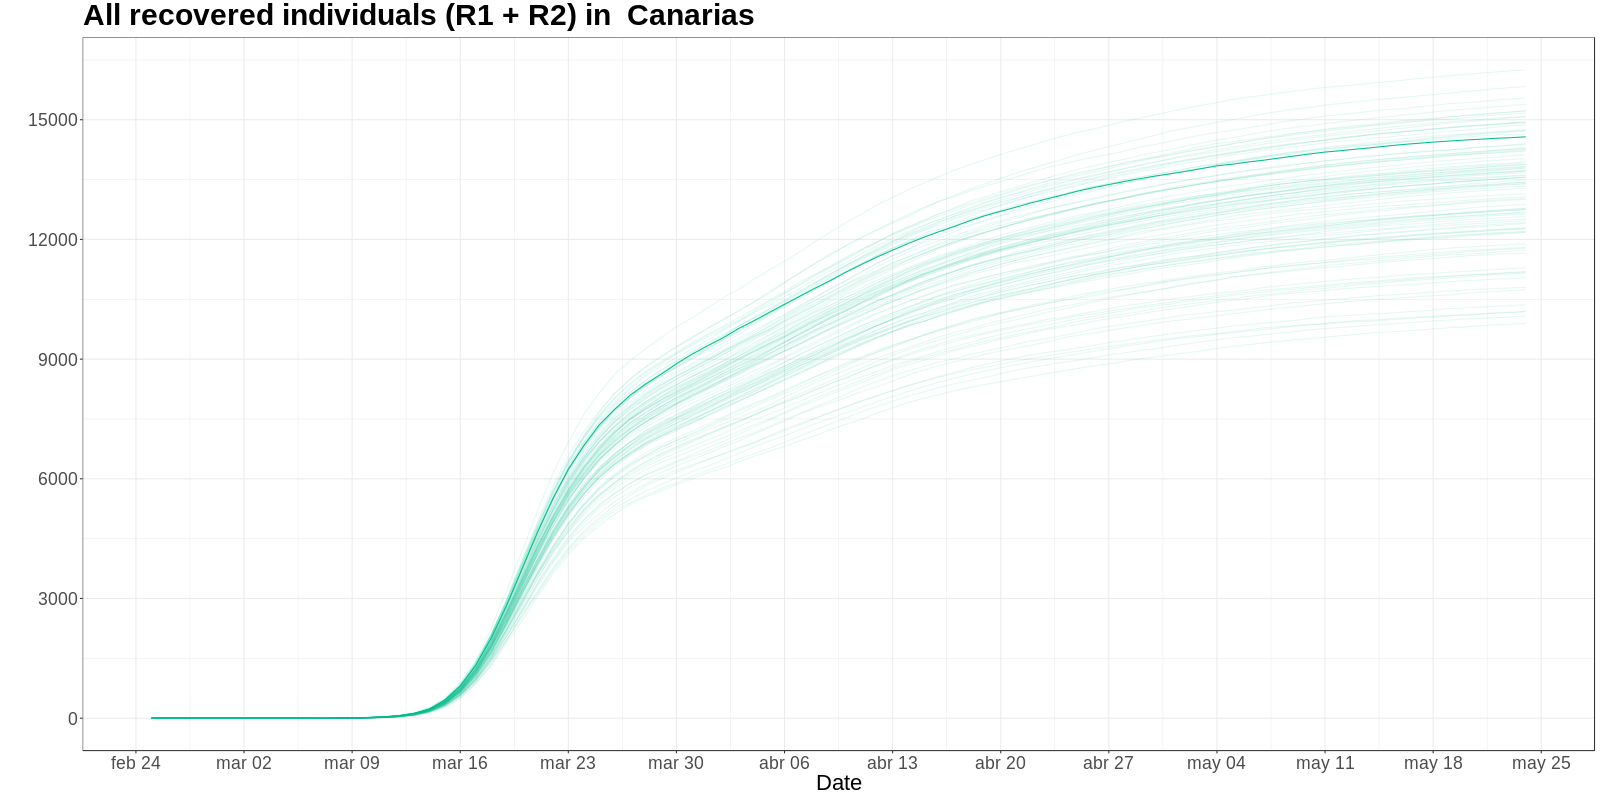 All recovered individuals (R1 + R2) in  Canarias
15000
12000
9000
6000
3000
0
feb 24 mar 02 mar 09 mar 16 mar 23 mar 30 abr 06 abr 13 abr 20 abr 27 may 04 may 11 may 18 may 25
Date